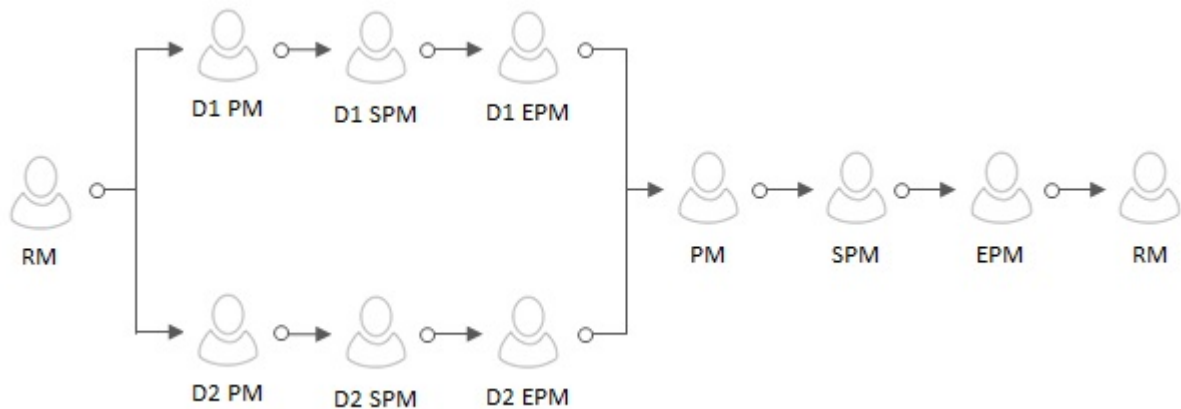 D1 PM
D1 SPM
D1 EPM
RM
PM
SPM
EPM
RM
D2 PM
D2 SPM
D2 EPM